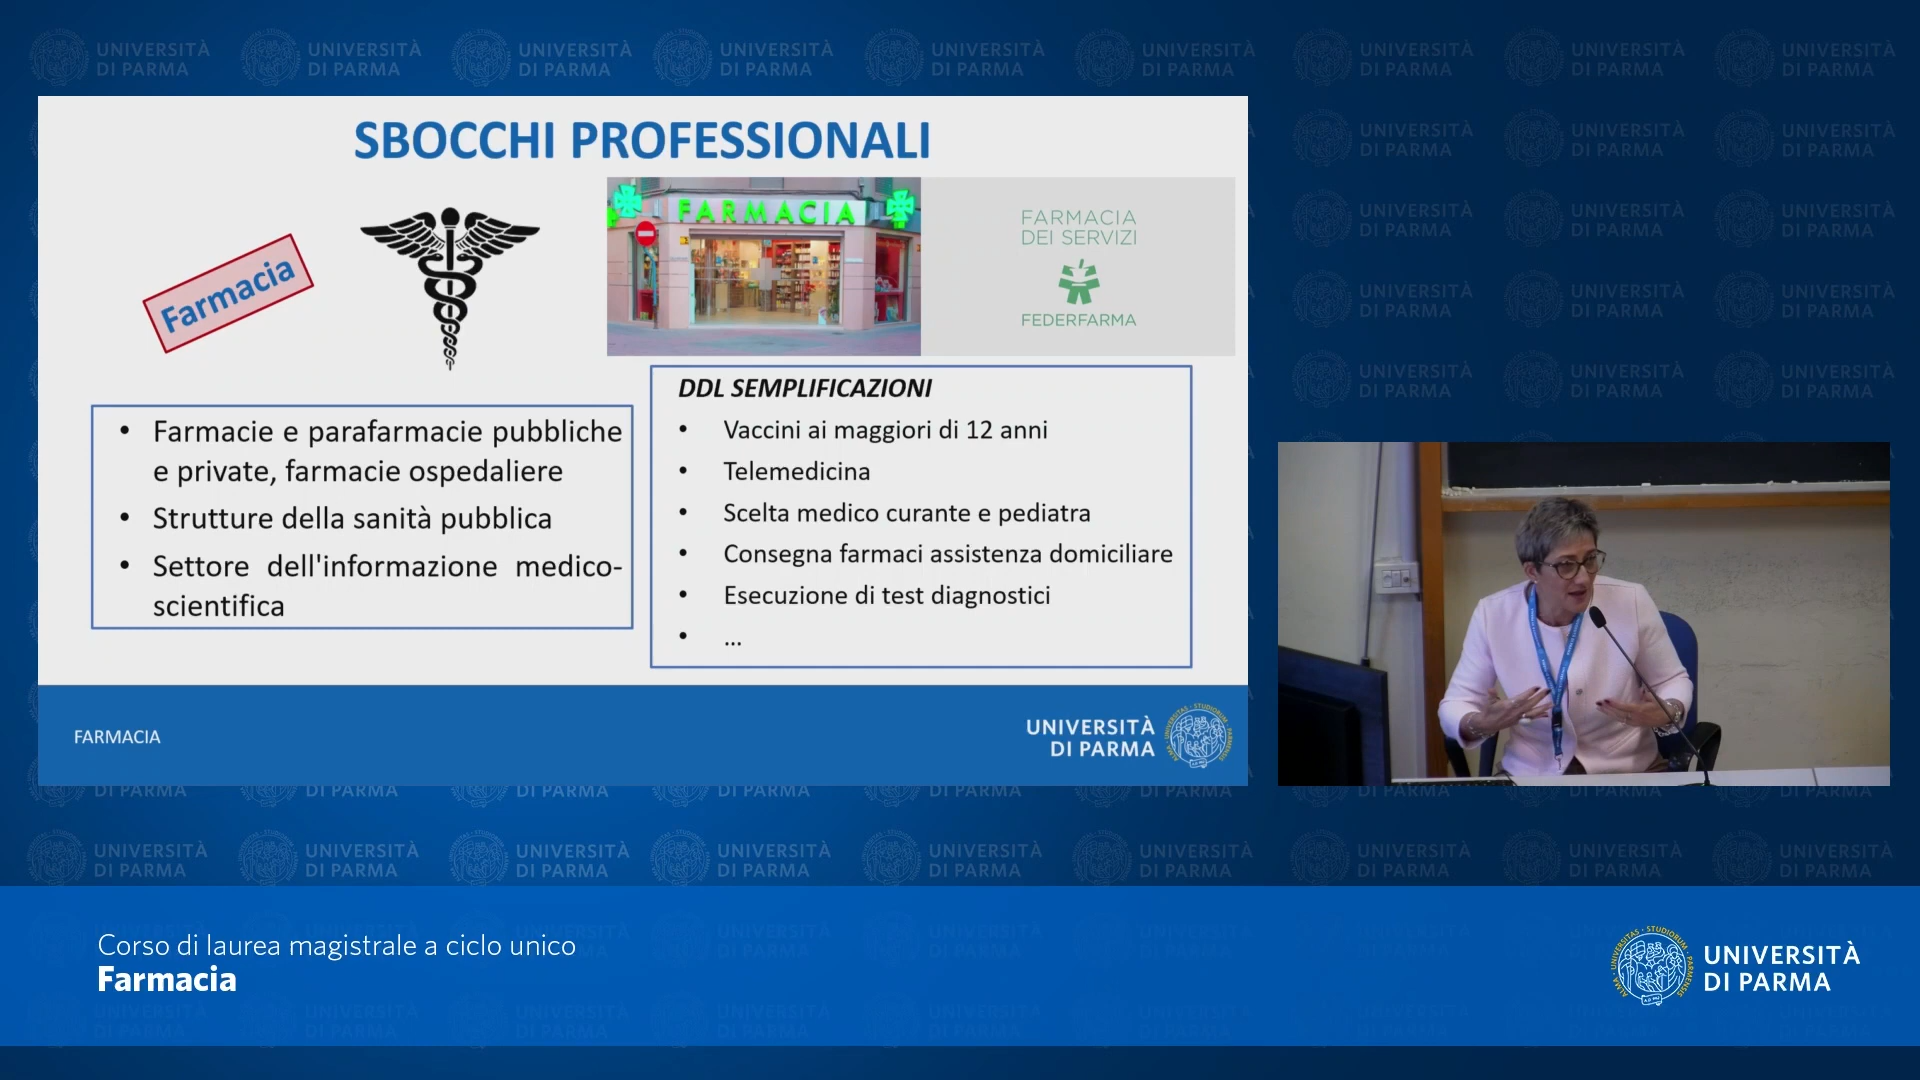 SBOCCHI PROFESSIONALI
Farmacia
FARMACIA
FARMACIA
DEI SERVIZI
FEDERFARMA
• Farmacie e parafarmacie pubbliche
e private, farmacie ospedaliere
• Strutture della sanità pubblica
• Settore dell'informazione medico-
scientifica
DDL SEMPLIFICAZIONI
• Vaccini ai maggiori di 12 anni
• Telemedicina
• Scelta medico curante e pediatra
• Consegna farmaci assistenza domiciliare
• Esecuzione di test diagnostici
• ...
FARMACIA
UNIVERSITÀ
DI PARMA
Corso di laurea magistrale a ciclo unico
Farmacia
UNIVERSITÀ
DI PARMA